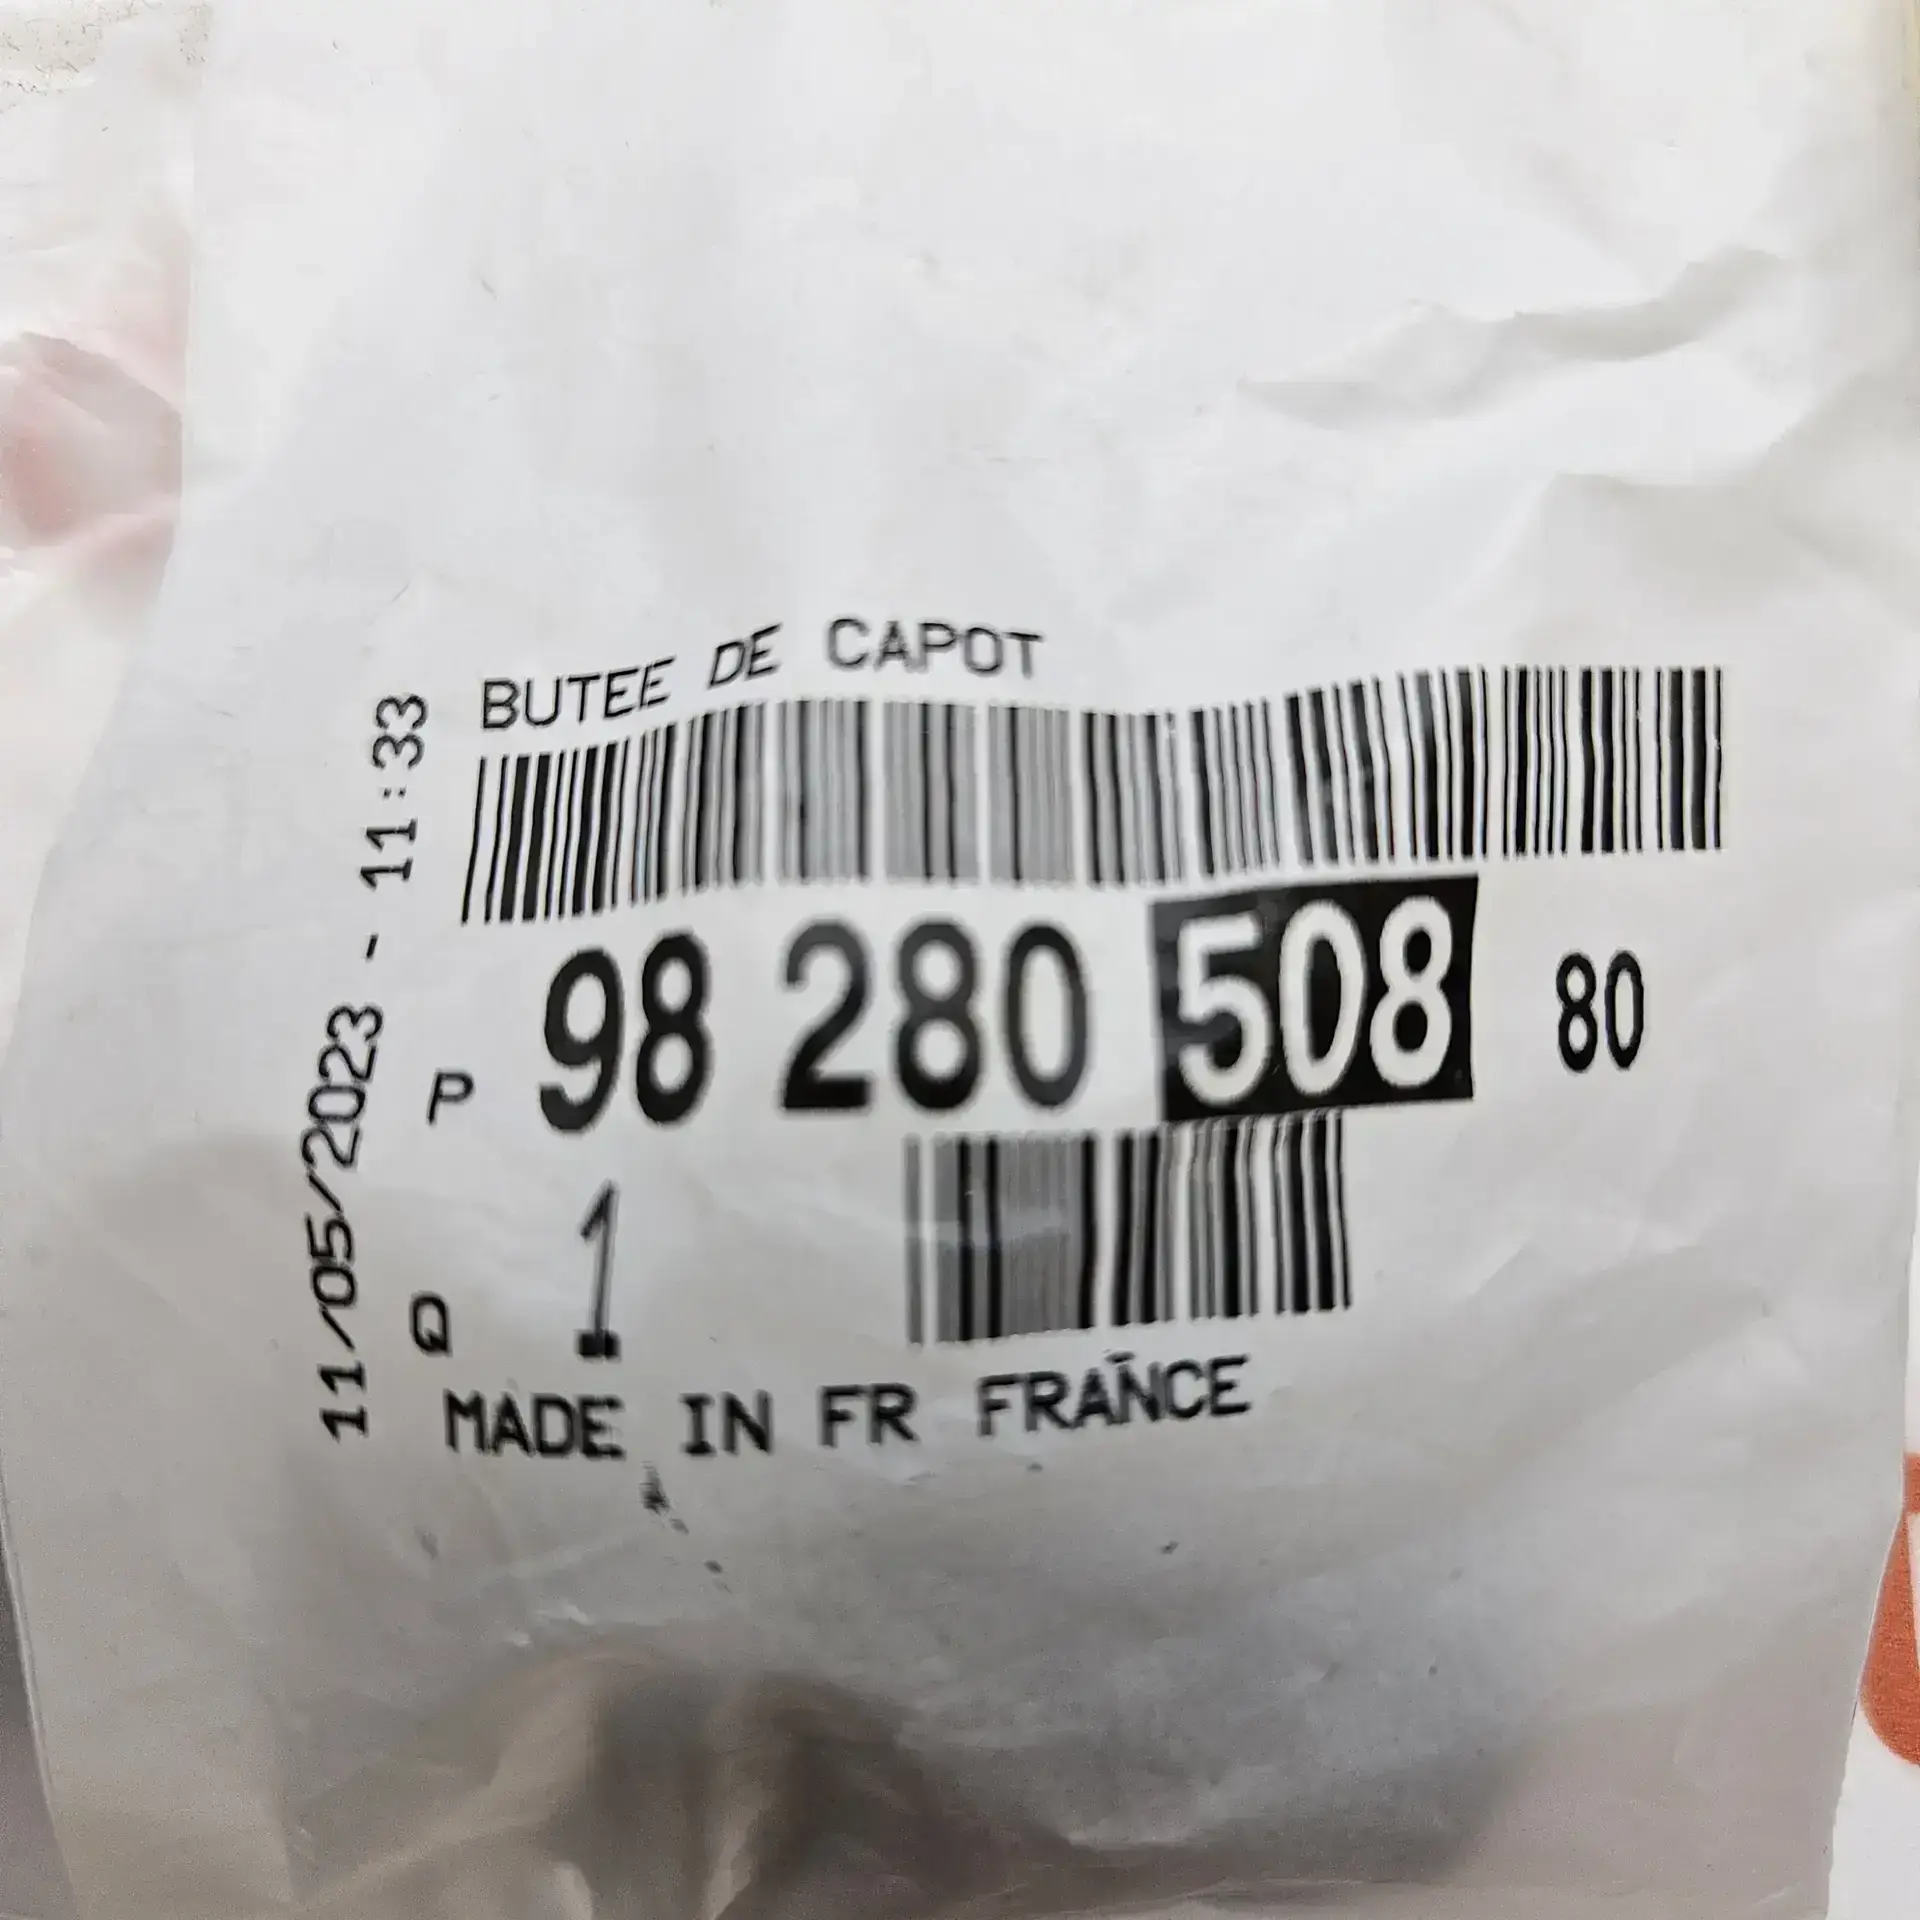 BUTEE DE CAPOT
P 98 280 508 80
Q 1
MADE IN FR FRANCE
11/05/2023 - 11:33